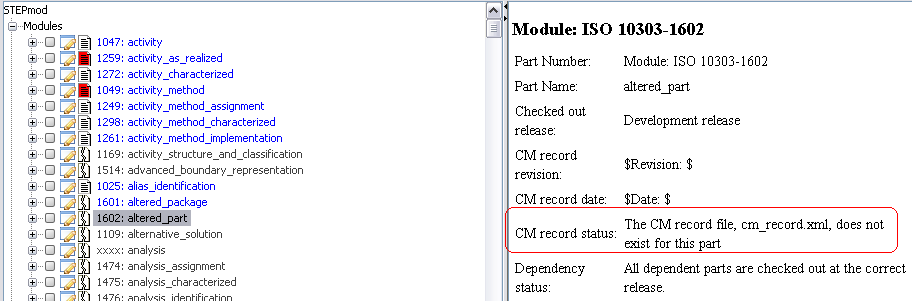 STEPmod
Modules
1047: activity
1259: activity_as_realized
1272: activity_characterized
1049: activity_method
1249: activity_method_assignment
1298: activity_method_characterized
1261: activity_method_implementation
1169: activity_structure_and_classification
1514: advanced_boundary_representation
1025: alias_identification
1601: altered_package
1602: altered_part
1109: alternative_solution
xxxx: analysis
1474: analysis_assignment
1475: analysis_characterized
1476: analysis_identification
Module: ISO 10303-1602
Part Number: Module: ISO 10303-1602
Part Name: altered_part
Checked out
release: Development release
CM record
revision: $Revision: $
CM record date: $Date: $
CM record status: The CM record file, cm_record.xml, does not
exist for this part
Dependency All dependent parts are checked out at the correct
status: release.